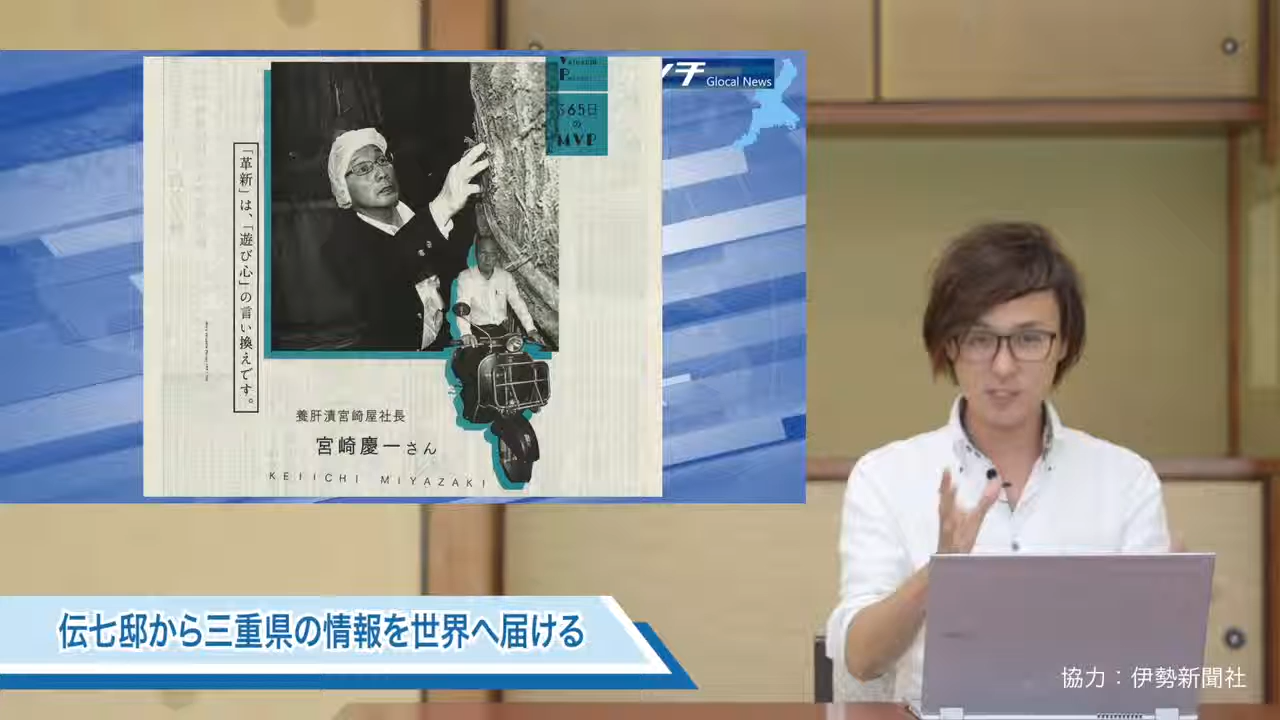 チ Glocal News
365日
の
MVP
「革新」は、「遊び心」の言い換えです。
養肝漬宮崎屋社長
宮崎慶一さん
KEIICHI MIYAZAKI
伝七邸から三重県の情報を世界へ届ける
協力：伊勢新聞社